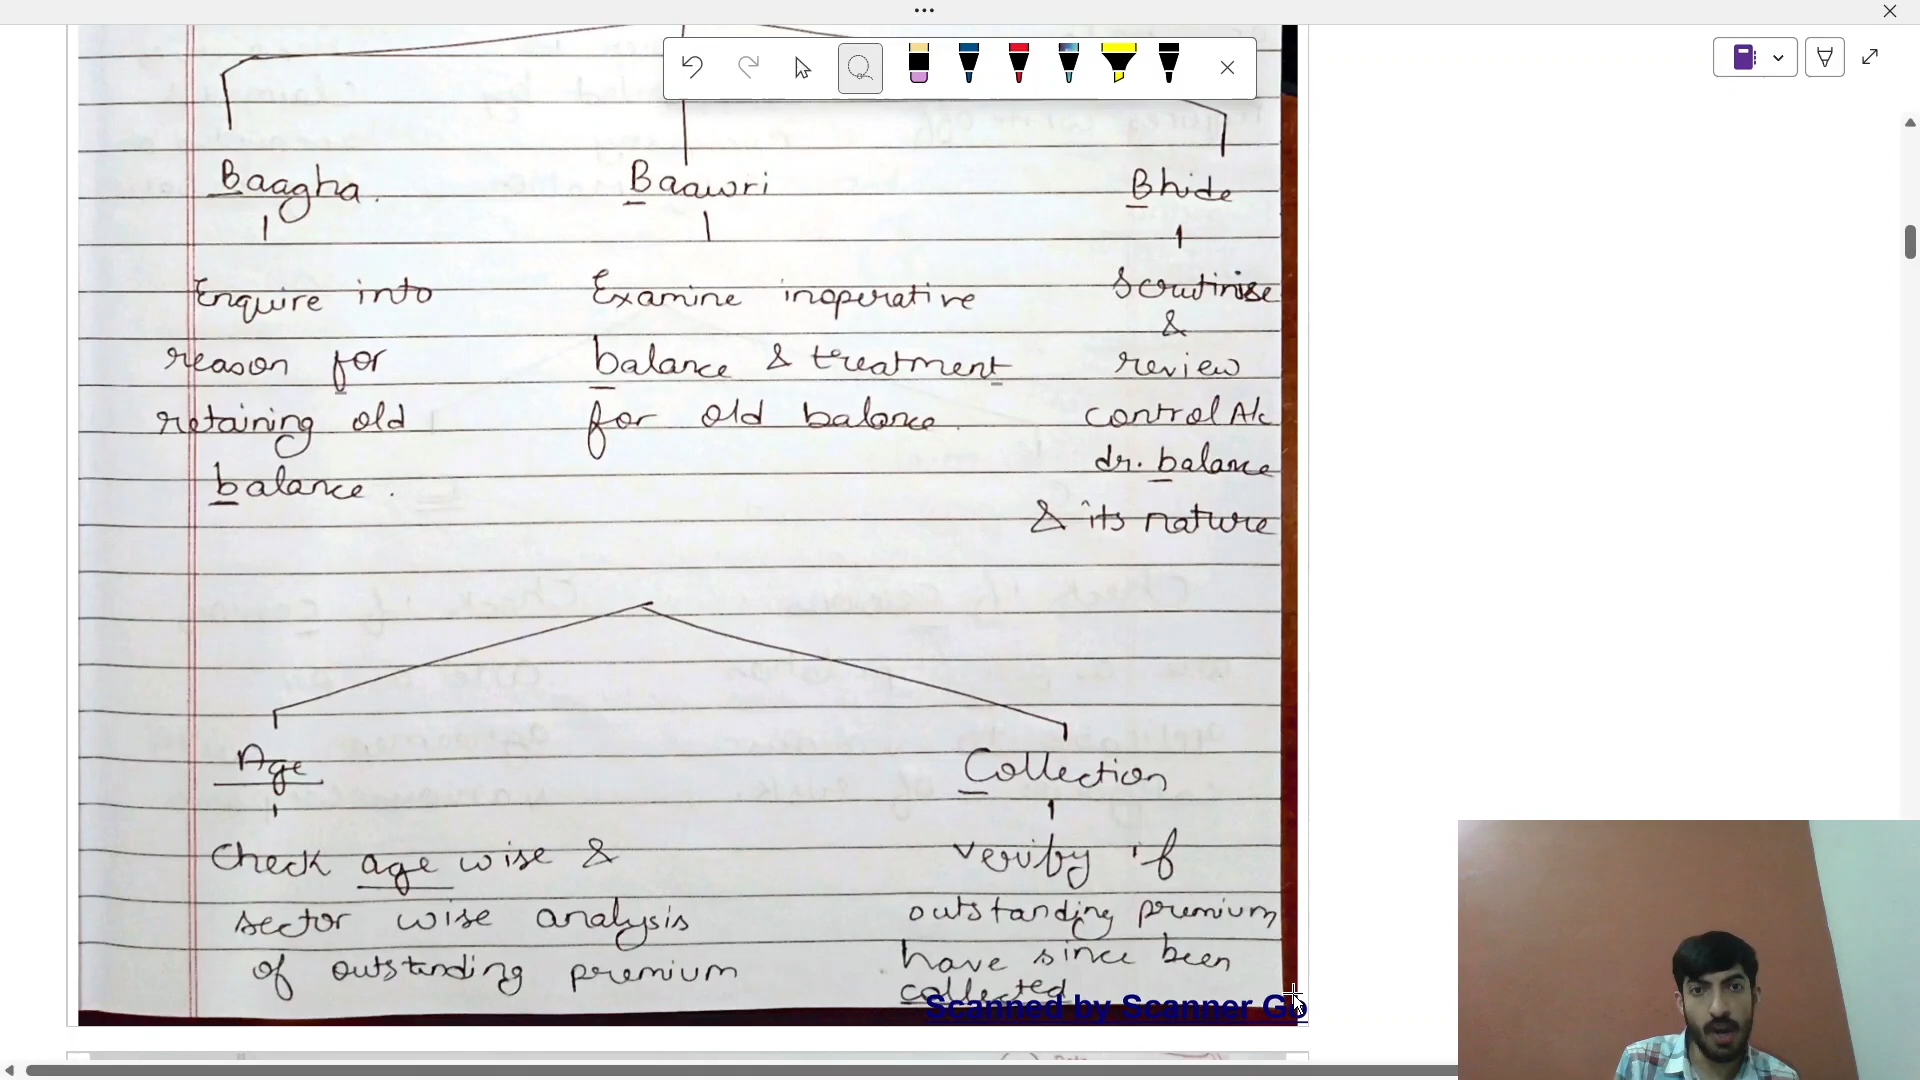 Baagha.
Baawri
Bhide
Enquire into
reason for
retaining old
balance.
Examine inoperative
balance & treatment
for old balance.
Scrutinise
&
review
control A/c
dr. balance
& its nature
Age
Collection
Check age wise &
sector wise analysis
of outstanding premium
verify if
outstanding premium
have since been
collected
Scanned by Scanner Go